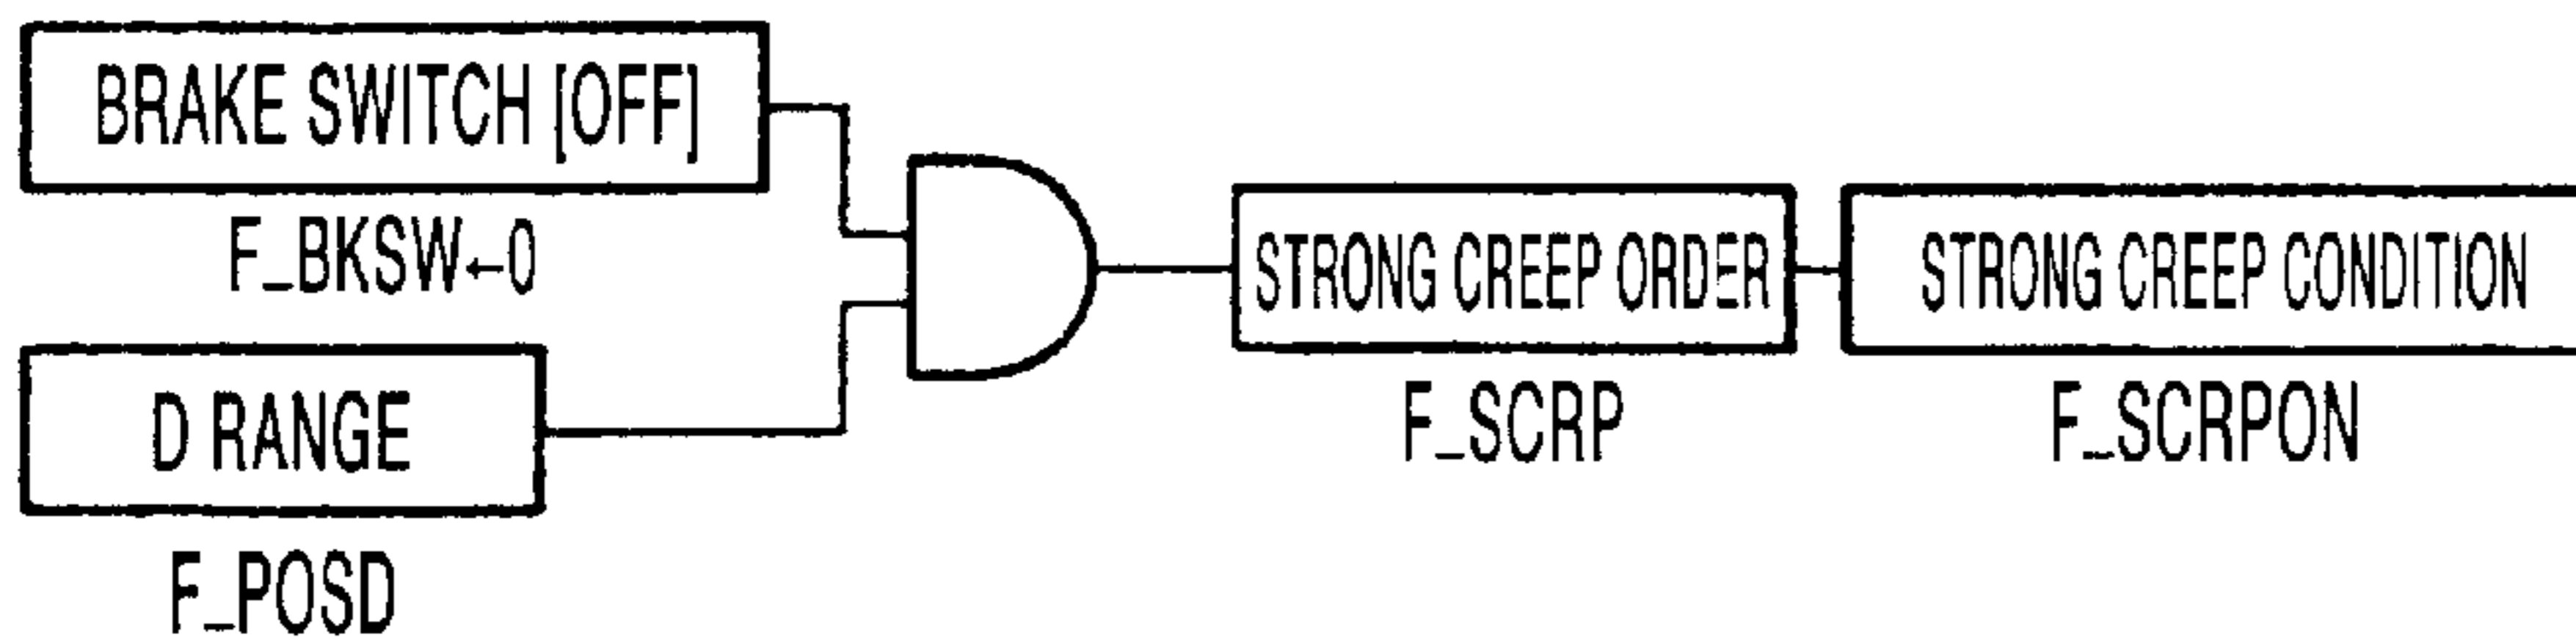 BRAKE SWITCH [OFF]
F_BKSW←0
D RANGE
F_POSD
STRONG CREEP ORDER
F_SCRP
STRONG CREEP CONDITION
F_SCRPON